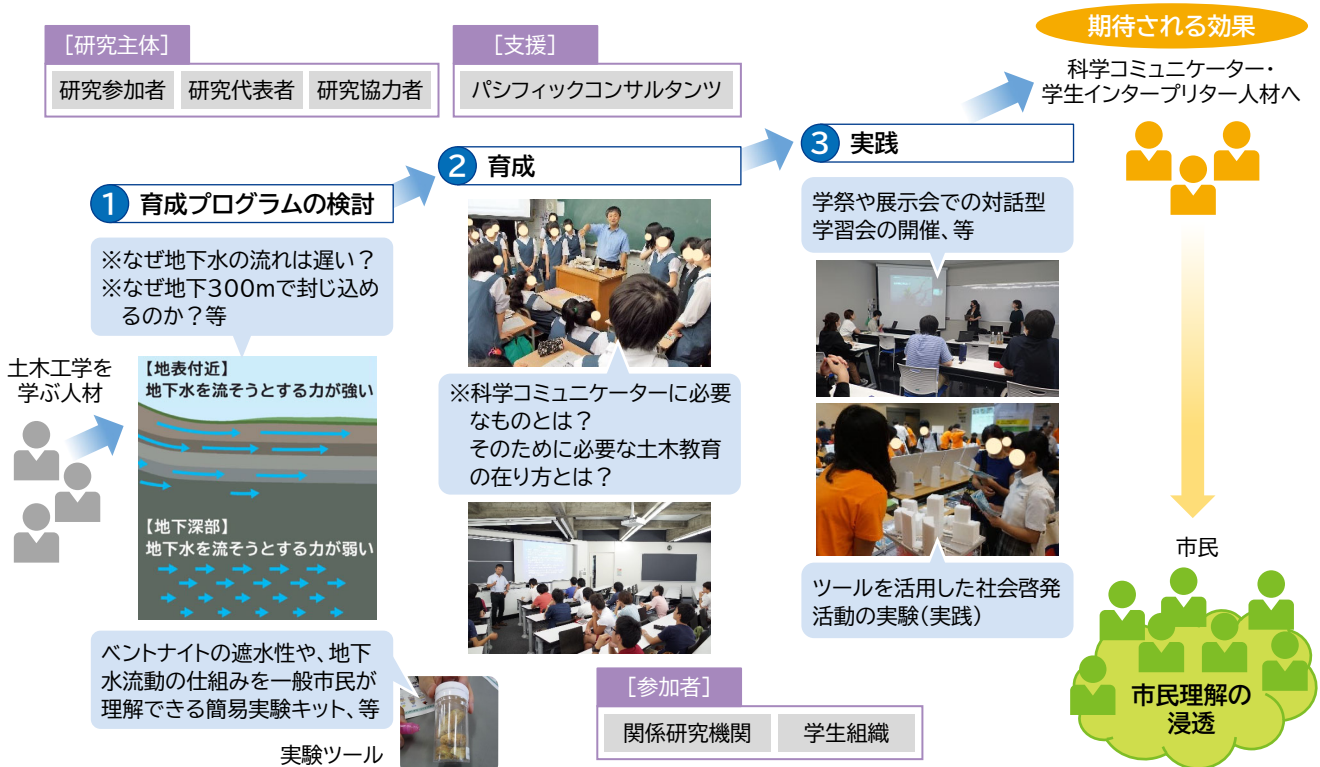 [研究主体]
研究参加者 研究代表者 研究協力者
[支援]
パシフィックコンサルタンツ
期待される効果
科学コミュニケーター・
学生インタープリター人材へ
土木工学を
学ぶ人材
1 育成プログラムの検討
※なぜ地下水の流れは遅い？
※なぜ地下300mで封じ込め
るのか？等
【地表付近】
地下水を流そうとする力が強い
【地下深部】
地下水を流そうとする力が弱い
ベントナイトの遮水性や、地下
水流動の仕組みを一般市民が
理解できる簡易実験キット、等
実験ツール
2 育成
※科学コミュニケーターに必要
なものとは？
そのために必要な土木教育
の在り方とは？
3 実践
学祭や展示会での対話型
学習会の開催、等
ツールを活用した社会啓発
活動の実験(実践)
[参加者]
関係研究機関 学生組織
市民
市民理解の
浸透